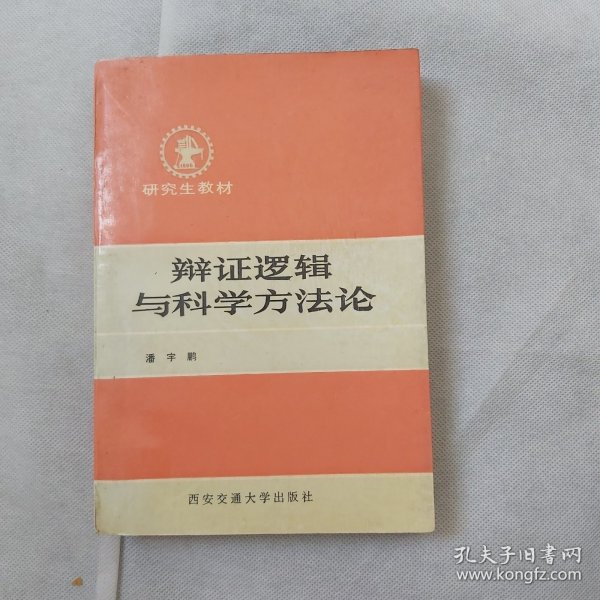 1896
研究生教材
辩证逻辑
与科学方法论
潘宇鹏
西安交通大学出版社
孔夫子旧书网
www.kongfz.com